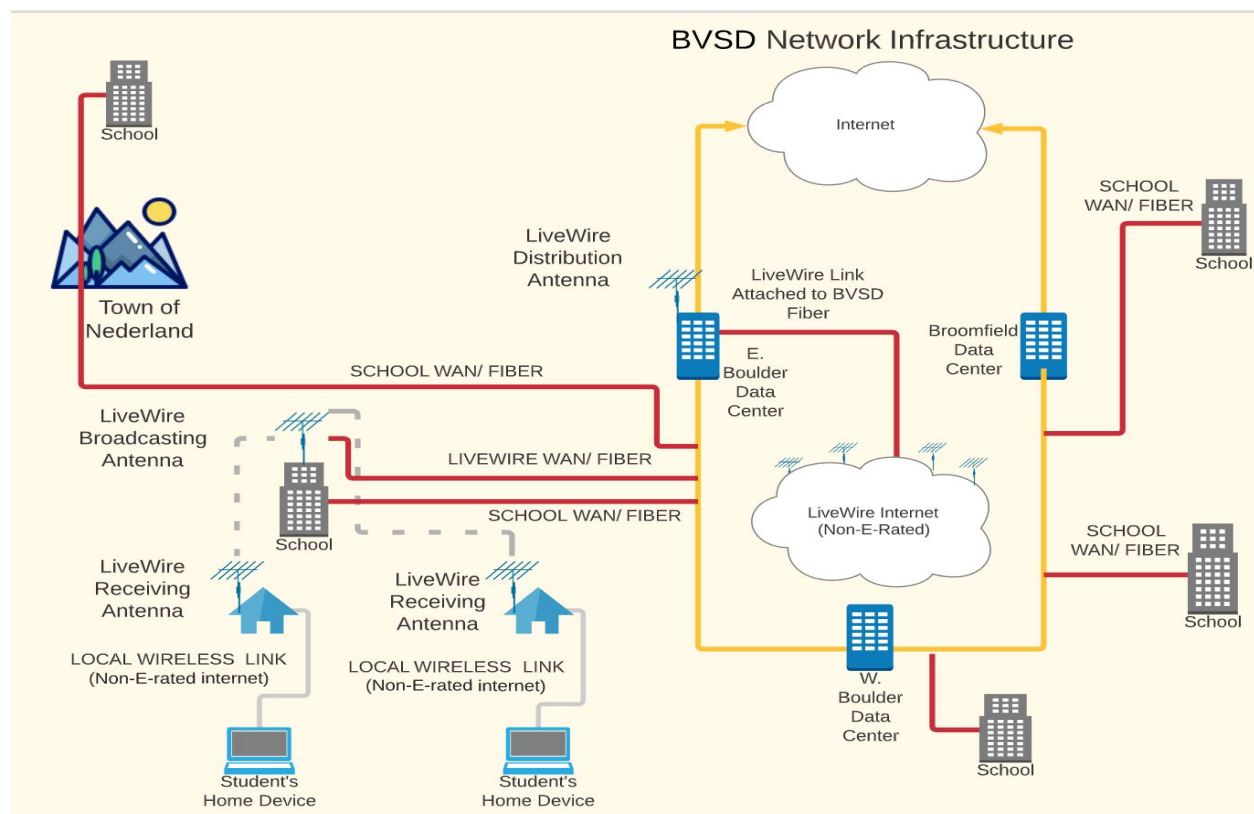 BVSD Network Infrastructure
School
Internet
SCHOOL
WAN/ FIBER
School
LiveWire
Distribution
Antenna
LiveWire Link
Attached to BVSD
Fiber
Town of
Nederland
E.
Boulder
Data
Center
Broomfield
Data
Center
SCHOOL WAN/ FIBER
LiveWire
Broadcasting
Antenna
LIVEWIRE WAN/ FIBER
SCHOOL WAN/ FIBER
School
LiveWire Internet
(Non-E-Rated)
SCHOOL
WAN/ FIBER
School
LiveWire
Receiving
Antenna
LiveWire
Receiving
Antenna
LOCAL WIRELESS LINK
(Non-E-rated internet)
LOCAL WIRELESS LINK
(Non-E-rated internet)
W.
Boulder
Data
Center
School
Student's
Home Device
Student's
Home Device